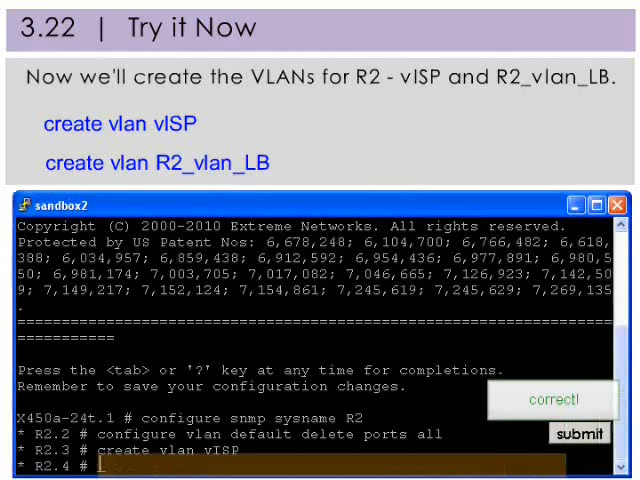 3.22 | Try it Now
Now we'll create the VLANs for R2 - vISP and R2_vlan_LB.
create vlan vISP
create vlan R2_vlan_LB
sandbox2
Copyright (C) 2000-2010 Extreme Networks. All rights reserved.
Protected by US Patent Nos: 6,678,248; 6,104,700; 6,766,482; 6,618,
388; 6,034,957; 6,859,438; 6,912,592; 6,954,436; 6,977,891; 6,980,5
50; 6,981,174; 7,003,705; 7,017,082; 7,046,665; 7,126,923; 7,142,50
9; 7,149,217; 7,152,124; 7,154,861; 7,245,619; 7,245,629; 7,269,135
.
===================================================================
===========
Press the <tab> or '?' key at any time for completions.
Remember to save your configuration changes.
correct!
X450a-24t.1 # configure snmp sysname R2
* R2.2 # configure vlan default delete ports all
submit
* R2.3 # create vlan vISP
* R2.4 #